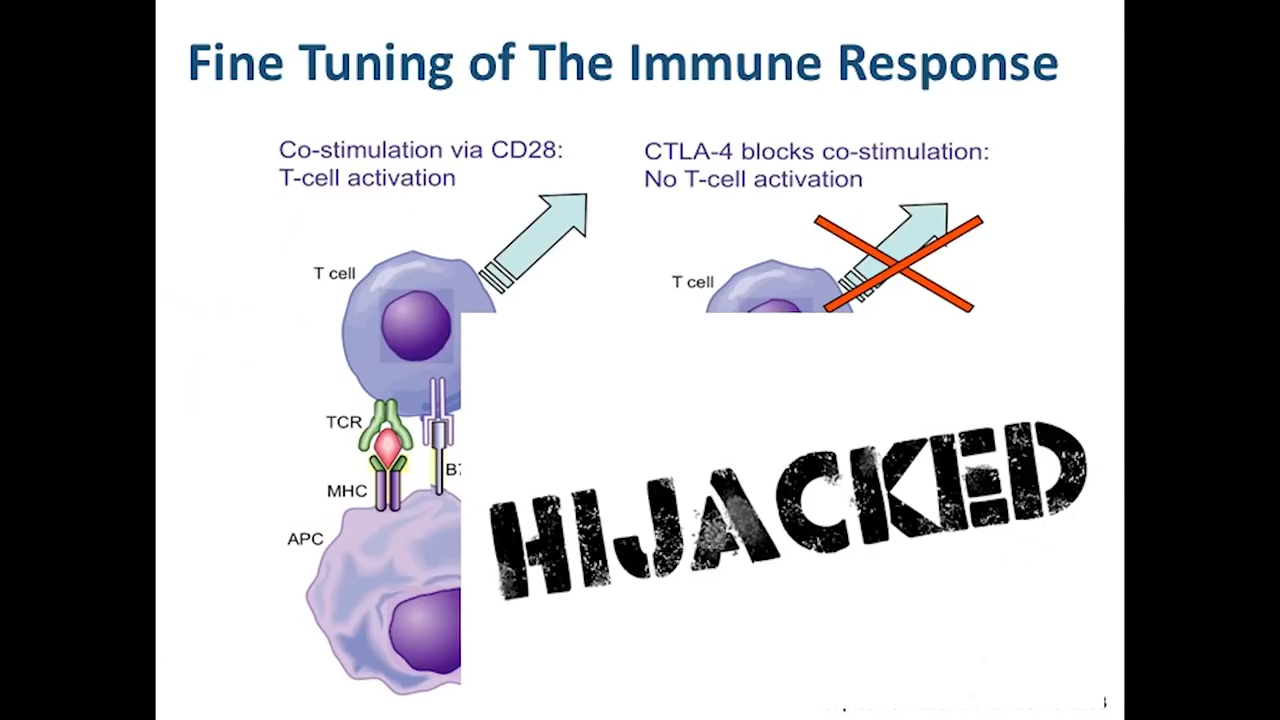 Fine Tuning of The Immune Response
Co-stimulation via CD28:
T-cell activation
CTLA-4 blocks co-stimulation:
No T-cell activation
T cell
T cell
TCR
MHC
APC
HIJACKED